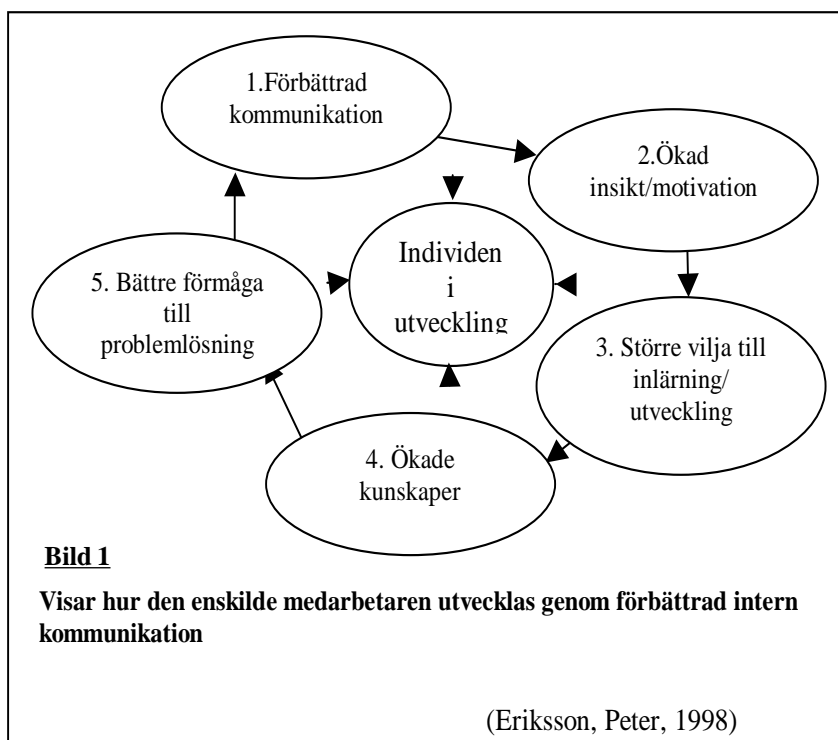 1.Förbättrad
kommunikation
2.Ökad
insikt/motivation
Individen
i
utveckling
5. Bättre förmåga
till
problemlösning
3. Större vilja till
inlärning/
utveckling
4. Ökade
kunskaper
Bild 1
Visar hur den enskilde medarbetaren utvecklas genom förbättrad intern
kommunikation
(Eriksson, Peter, 1998)